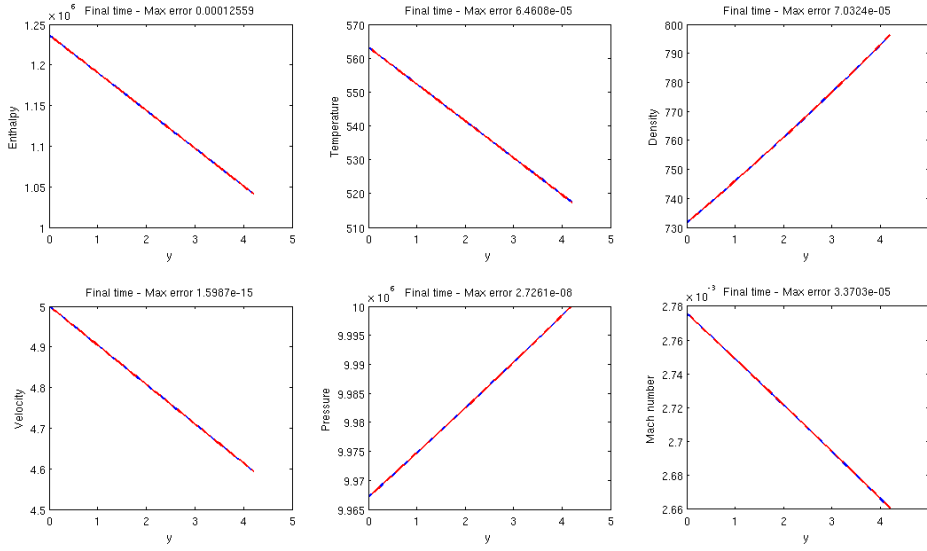 Final time - Max error 0.00012559
× 10^6
1.25
1.2
1.15
1.1
1.05
1
0 1 2 3 4 5
Enthalpy
y
Final time - Max error 6.4608e-05
570
560
550
540
530
520
510
0 1 2 3 4 5
Temperature
y
Final time - Max error 7.0324e-05
800
790
780
770
760
750
740
730
0 1 2 3 4
Density
y
Final time - Max error 1.5987e-15
5
4.9
4.8
4.7
4.6
4.5
0 1 2 3 4 5
Velocity
y
Final time - Max error 2.7261e-08
× 10^6
10
9.995
9.99
9.985
9.98
9.975
9.97
9.965
0 1 2 3 4 5
Pressure
y
Final time - Max error 3.3703e-05
× 10^-3
2.78
2.76
2.74
2.72
2.7
2.68
2.66
0 1 2 3 4
Mach number
y